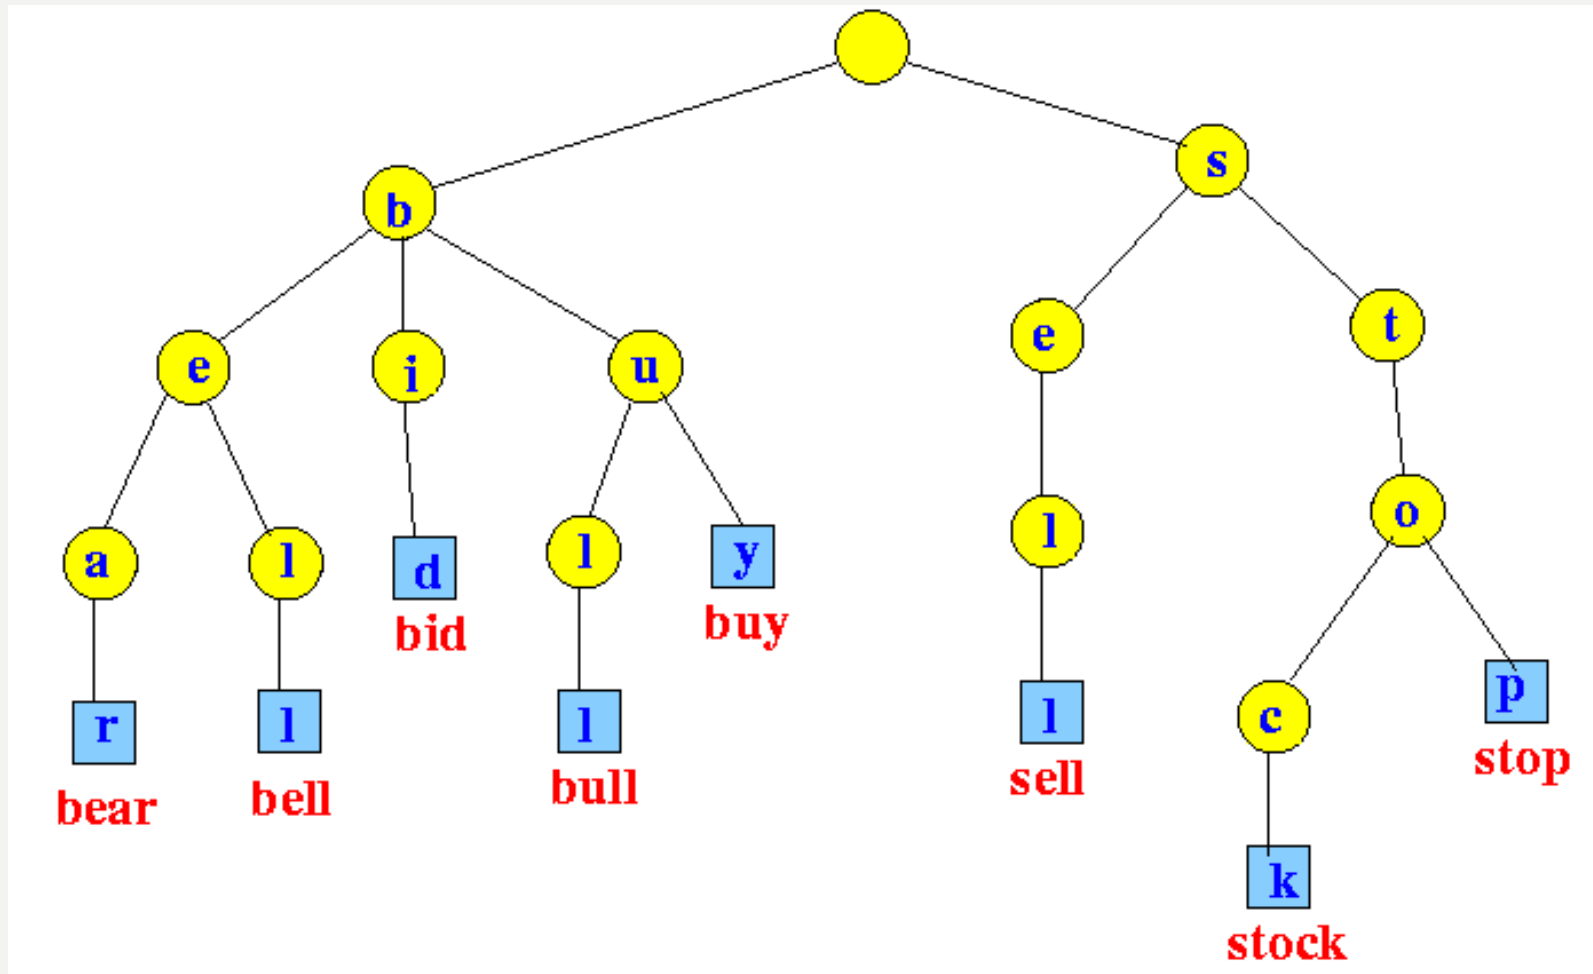 s
b
e i u
e t
a l d l y
bid buy
l o
r l l
bear bell bull
l c p
sell stop
k
stock